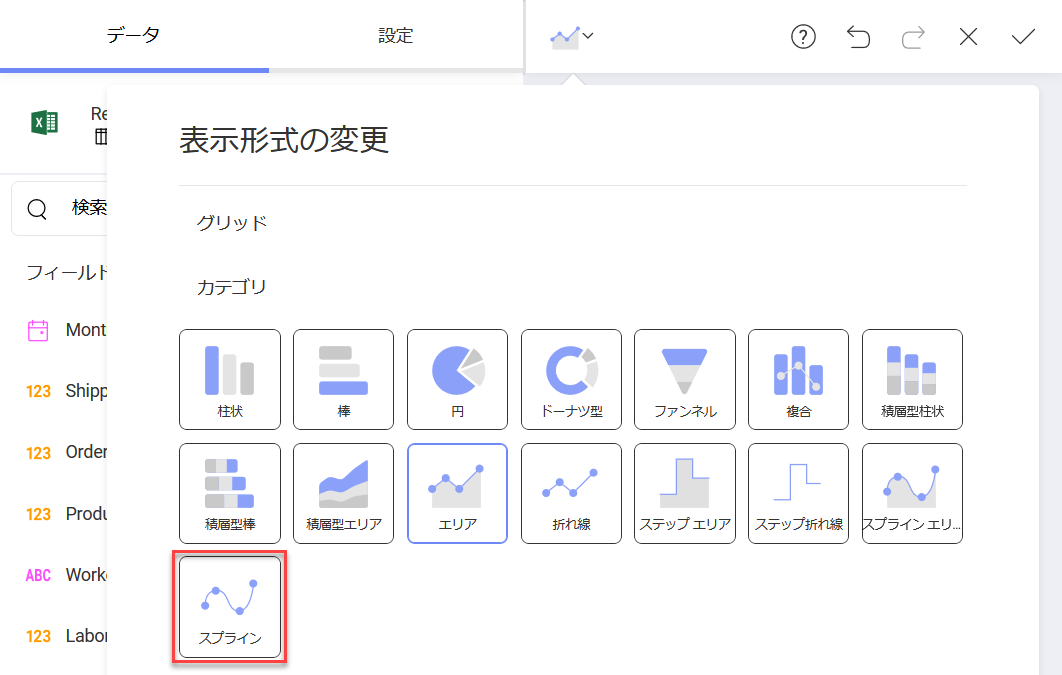 データ 設定
Re
表示形式の変更
検索
グリッド
フィールド
カテゴリ
Mont
123 Shipp
123 Order
123 Produ
ABC Worke
123 Labor
柱状 棒 円 ドーナツ型 ファンネル 複合 積層型柱状
積層型棒 積層型エリア エリア 折れ線 ステップ エリア ステップ折れ線 スプライン エリ...
スプライン